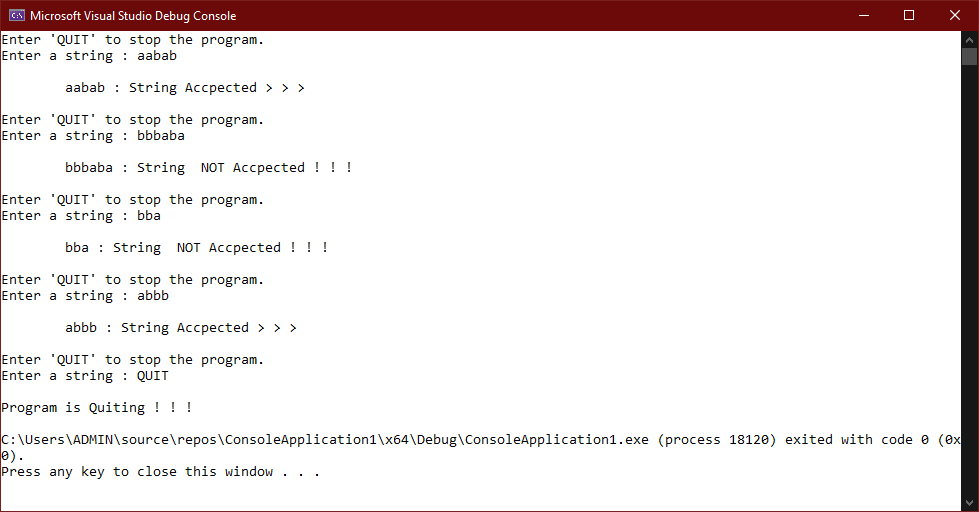 Microsoft Visual Studio Debug Console
Enter 'QUIT' to stop the program.
Enter a string : aabab
aabab : String Accpected > > >
Enter 'QUIT' to stop the program.
Enter a string : bbbaba
bbbaba : String  NOT Accpected ! ! !
Enter 'QUIT' to stop the program.
Enter a string : bba
bba : String  NOT Accpected ! ! !
Enter 'QUIT' to stop the program.
Enter a string : abbb
abbb : String Accpected > > >
Enter 'QUIT' to stop the program.
Enter a string : QUIT
Program is Quiting ! ! !
C:\Users\ADMIN\source\repos\ConsoleApplication1\x64\Debug\ConsoleApplication1.exe (process 18120) exited with code 0 (0x
0).
Press any key to close this window . . .